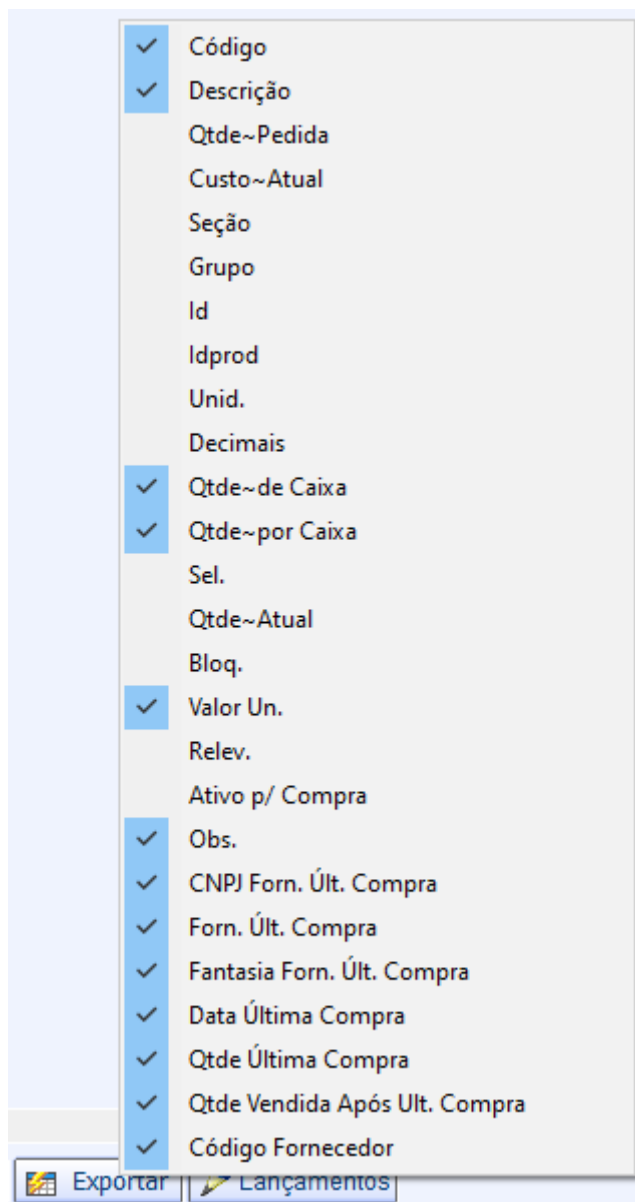 Código
Descrição
Qtde~Pedida
Custo~Atual
Seção
Grupo
Id
Idprod
Unid.
Decimais
Qtde~de Caixa
Qtde~por Caixa
Sel.
Qtde~Atual
Bloq.
Valor Un.
Relev.
Ativo p/ Compra
Obs.
CNPJ Forn. Últ. Compra
Forn. Últ. Compra
Fantasia Forn. Últ. Compra
Data Última Compra
Qtde Última Compra
Qtde Vendida Após Ult. Compra
Código Fornecedor
Exportar Lançamentos